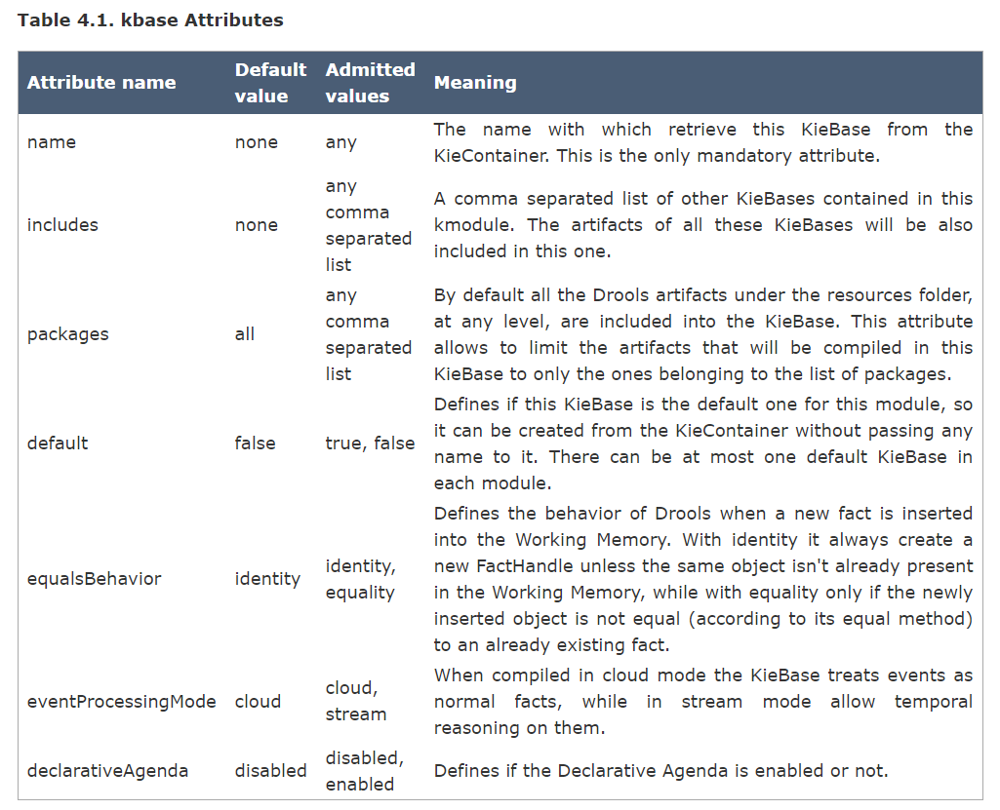 Table 4.1. kbase Attributes
Attribute name Default value Admitted values Meaning
name none any The name with which retrieve this KieBase from the
KieContainer. This is the only mandatory attribute.
includes none any comma separated list A comma separated list of other KieBases contained in this
kmodule. The artifacts of all these KieBases will be also
included in this one.
packages all any comma separated list By default all the Drools artifacts under the resources folder,
at any level, are included into the KieBase. This attribute
allows to limit the artifacts that will be compiled in this
KieBase to only the ones belonging to the list of packages.
default false true, false Defines if this KieBase is the default one for this module, so
it can be created from the KieContainer without passing any
name to it. There can be at most one default KieBase in
each module.
equalsBehavior identity identity, equality Defines the behavior of Drools when a new fact is inserted
into the Working Memory. With identity it always create a
new FactHandle unless the same object isn't already present
in the Working Memory, while with equality only if the newly
inserted object is not equal (according to its equal method)
to an already existing fact.
eventProcessingMode cloud cloud, stream When compiled in cloud mode the KieBase treats events as
normal facts, while in stream mode allow temporal
reasoning on them.
declarativeAgenda disabled disabled, enabled Defines if the Declarative Agenda is enabled or not.